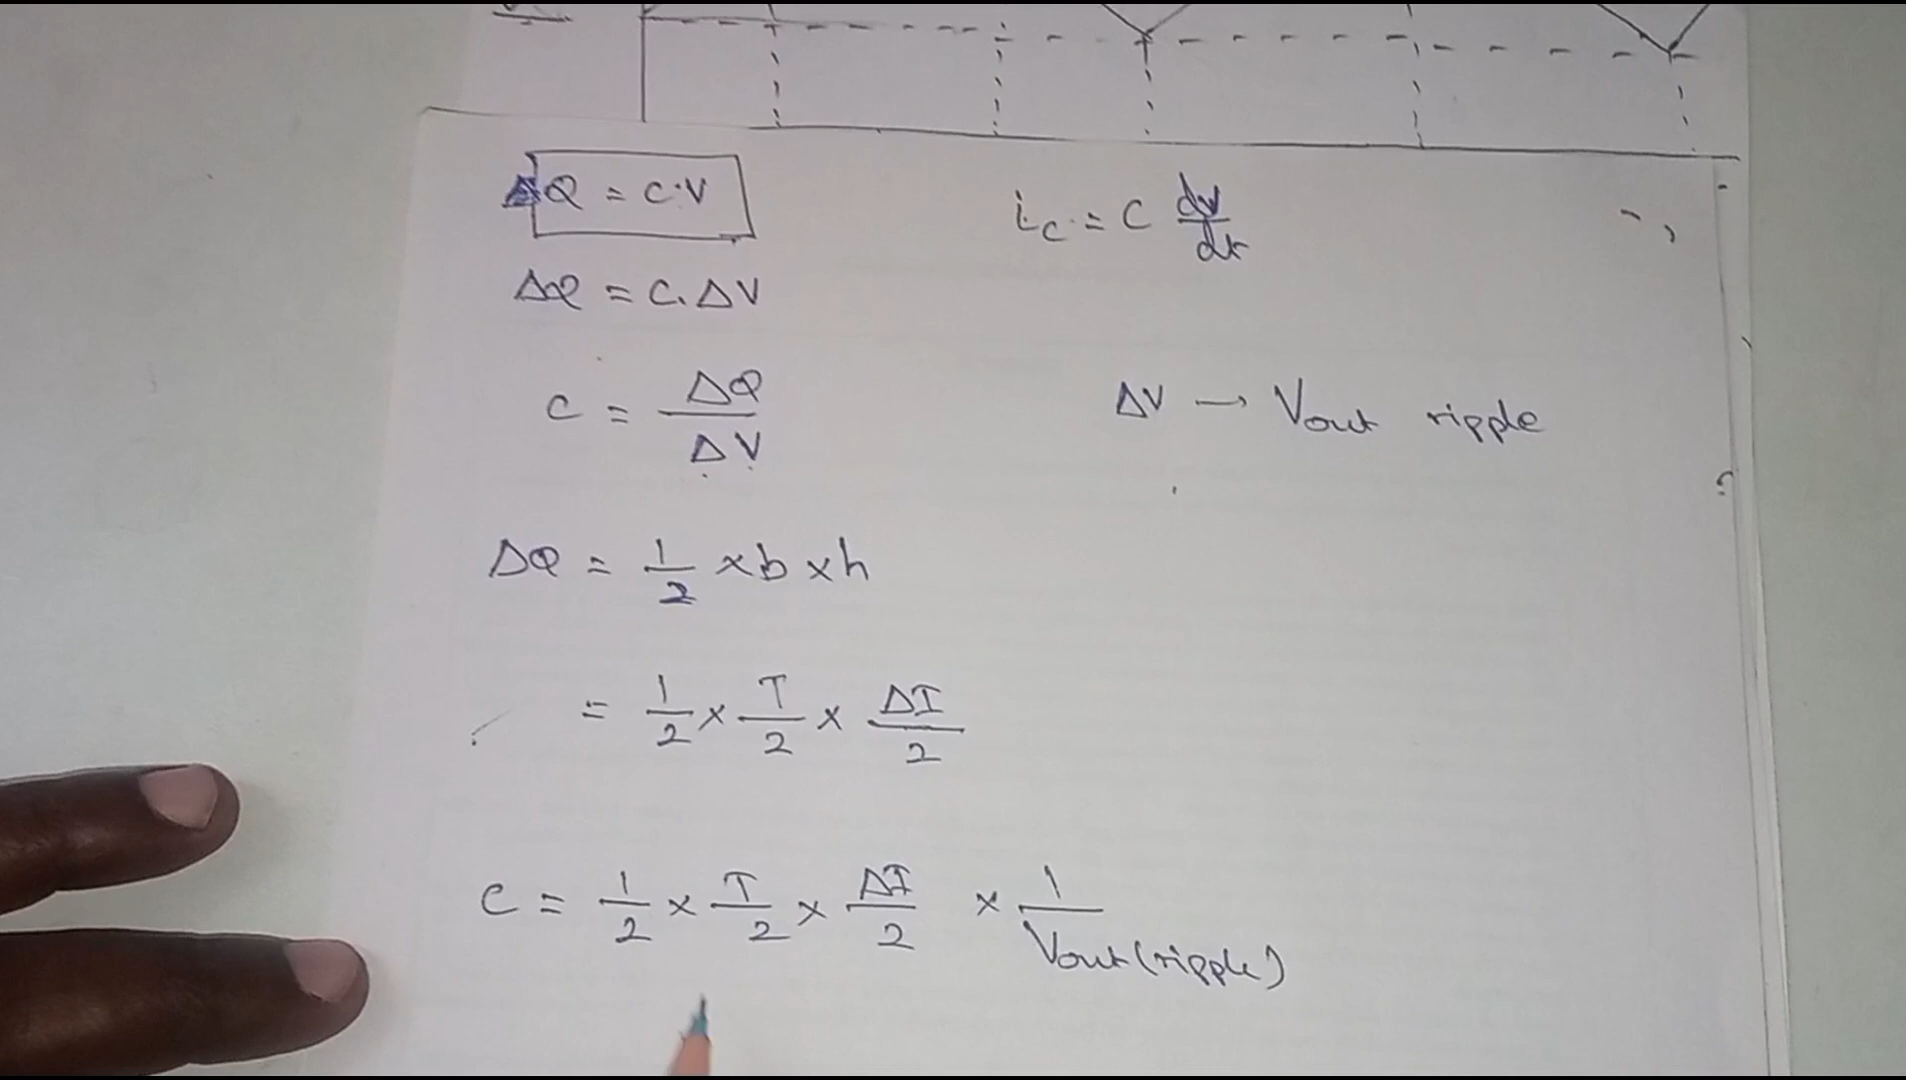 ΔQ = C·V
i_C = C dv/dt
ΔQ = C. ΔV
C = ΔQ/ΔV
ΔV → Vout ripple
ΔQ = 1/2 × b × h
= 1/2 × T/2 × ΔI/2
C = 1/2 × T/2 × ΔI/2 × 1/Vout(ripple)